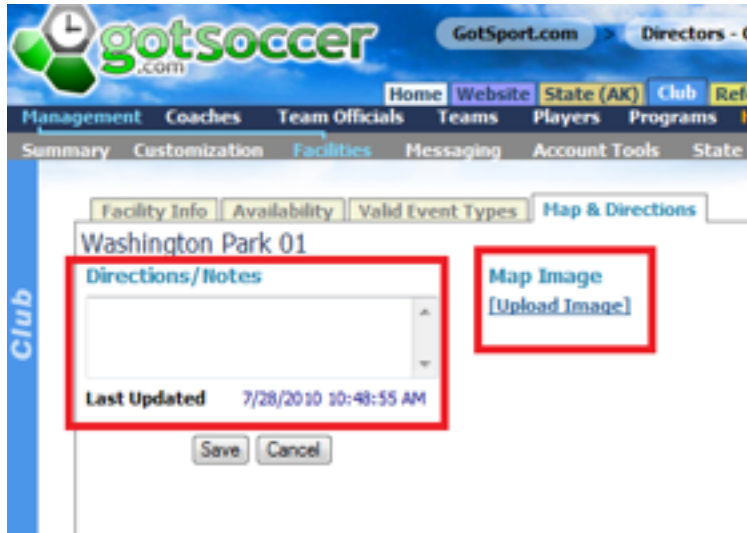 gotsoccer
.com
GotSport.com > Directors -
Home Website State (AK) Club Ref
Management Coaches Team Officials Teams Players Programs
Summary Customization Facilities Messaging Account Tools State
Club
Facility Info Availability Valid Event Types Map & Directions
Washington Park 01
Directions/Notes
Map Image
[Upload Image]
Last Updated 7/28/2010 10:48:55 AM
Save Cancel